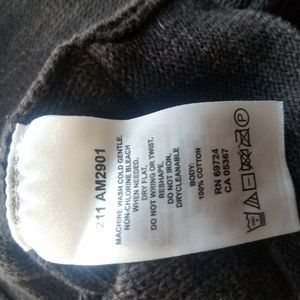 211 AM2901
MACHINE WASH COLD GENTLE,
NON-CHLORINE BLEACH
WHEN NEEDED,
DRY FLAT,
RESHAPE,
DO NOT WRING OR TWIST,
DO NOT IRON,
DRYCLEANABLE
BODY:
100% COTTON
RN 69724
CA 05367